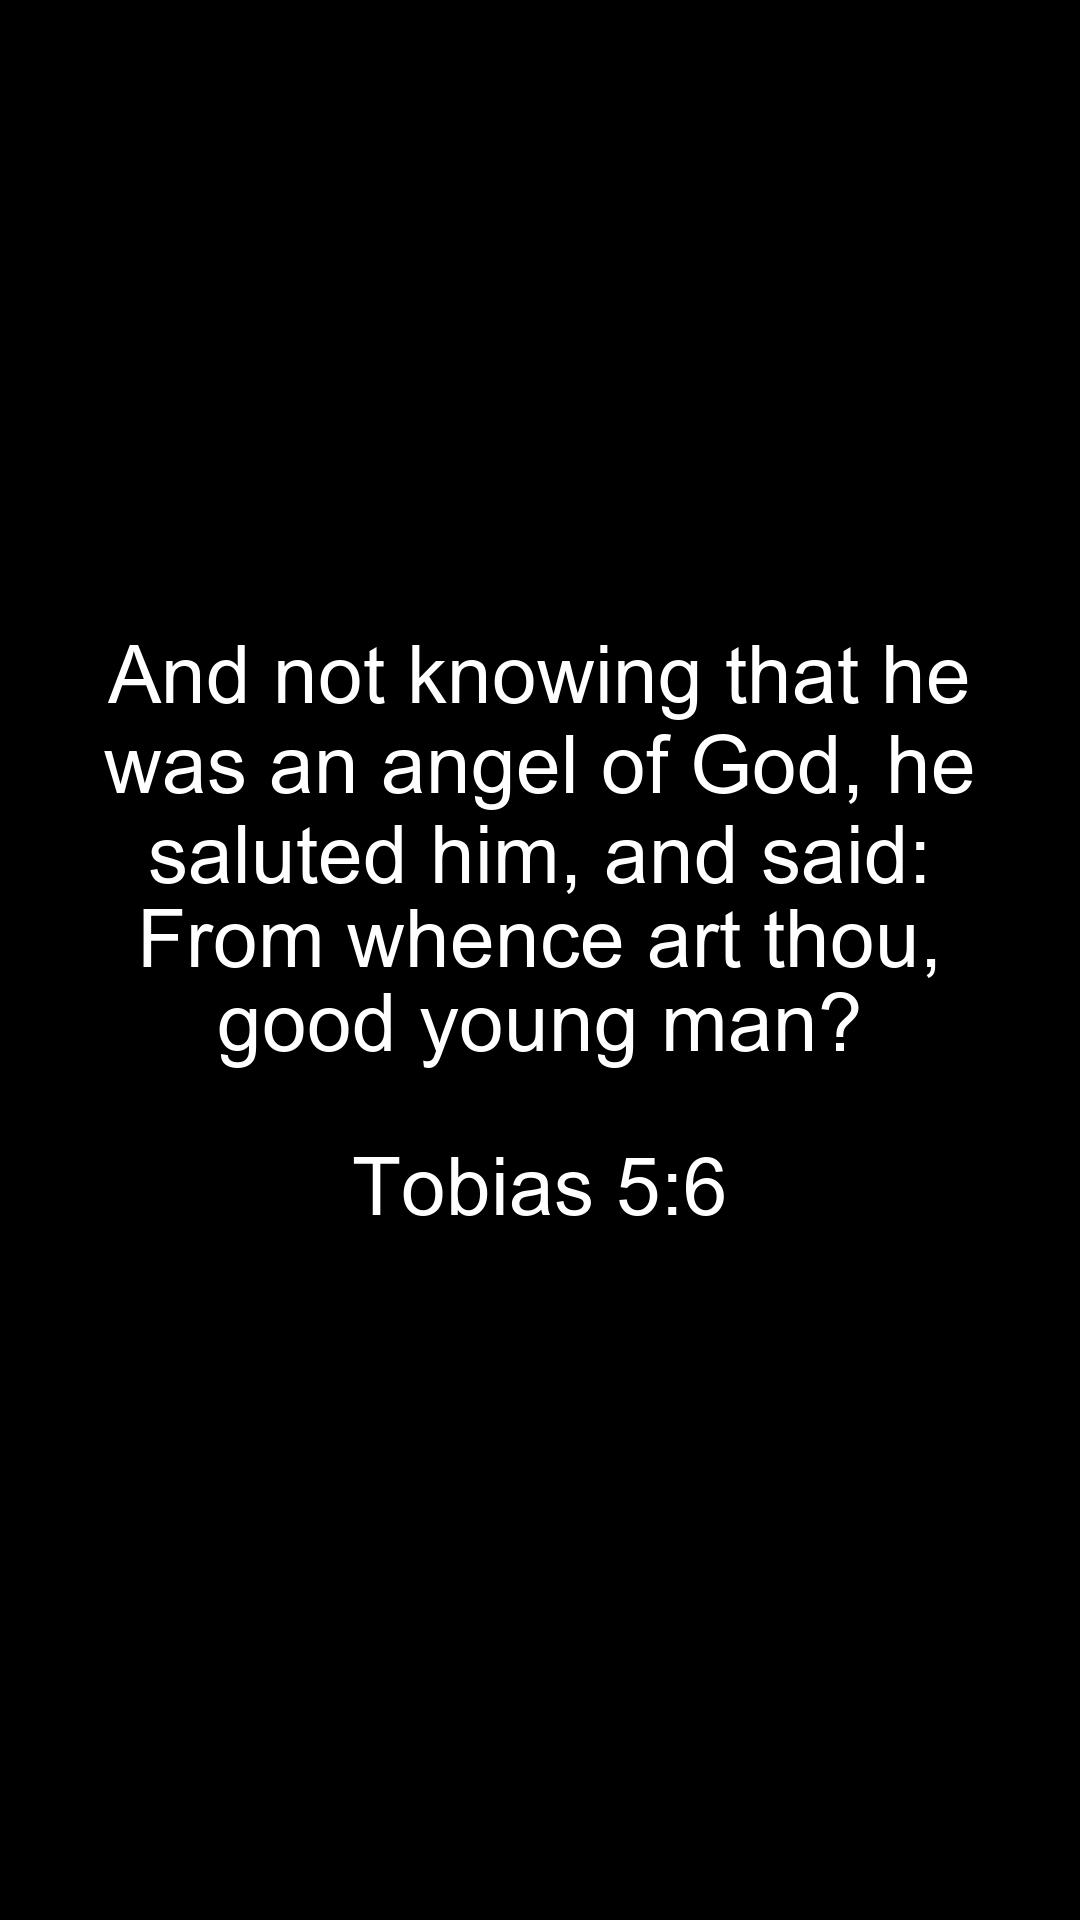 And not knowing that he
was an angel of God, he
saluted him, and said:
From whence art thou,
good young man?
Tobias 5:6